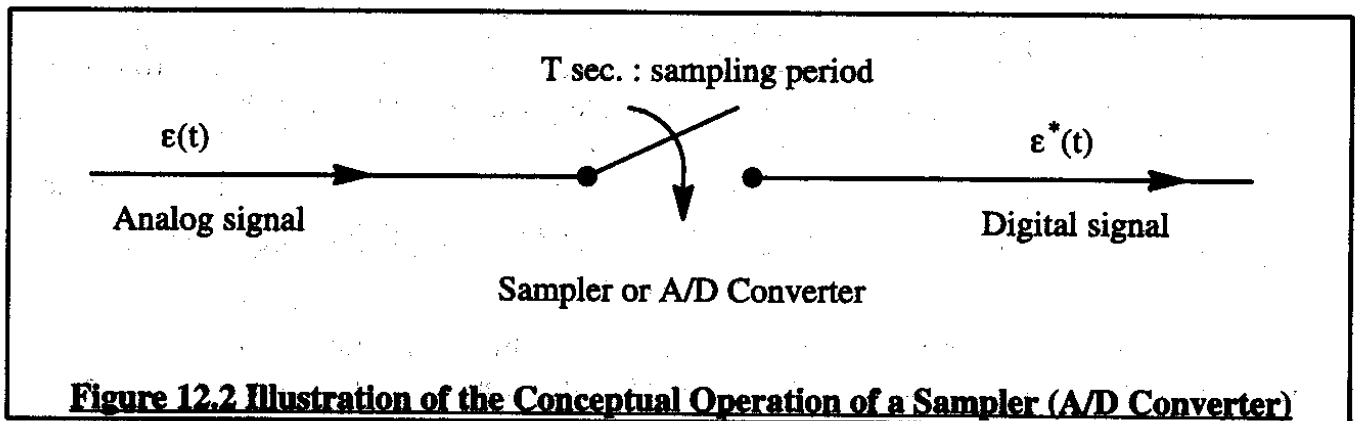 T sec. : sampling period
ε(t)
ε*(t)
Analog signal
Digital signal
Sampler or A/D Converter
Figure 12.2 Illustration of the Conceptual Operation of a Sampler (A/D Converter)